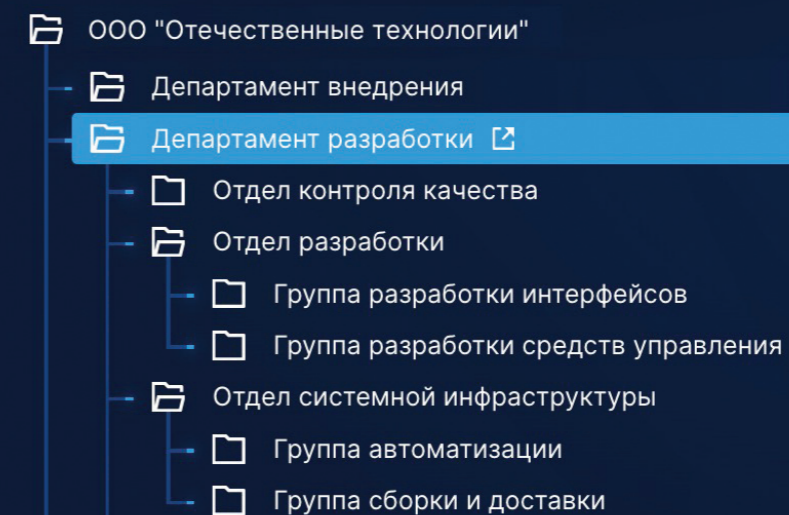 ООО "Отечественные технологии"
Департамент внедрения
Департамент разработки
Отдел контроля качества
Отдел разработки
Группа разработки интерфейсов
Группа разработки средств управления
Отдел системной инфраструктуры
Группа автоматизации
Группа сборки и доставки